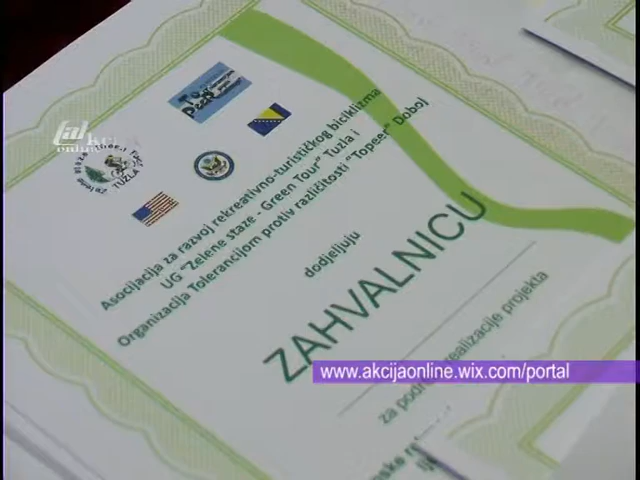 Asocijacija za razvoj rekreativno-turističkog biciklizma
UG "Zelene staze - Green Tour" Tuzla i
Organizacija Tolerancijom protiv različitosti "Topeer" Doboj
dodjeljuju
ZAHVALNICU
www.akcijaonline.wix.com/portal
za podršku realizacije projekta